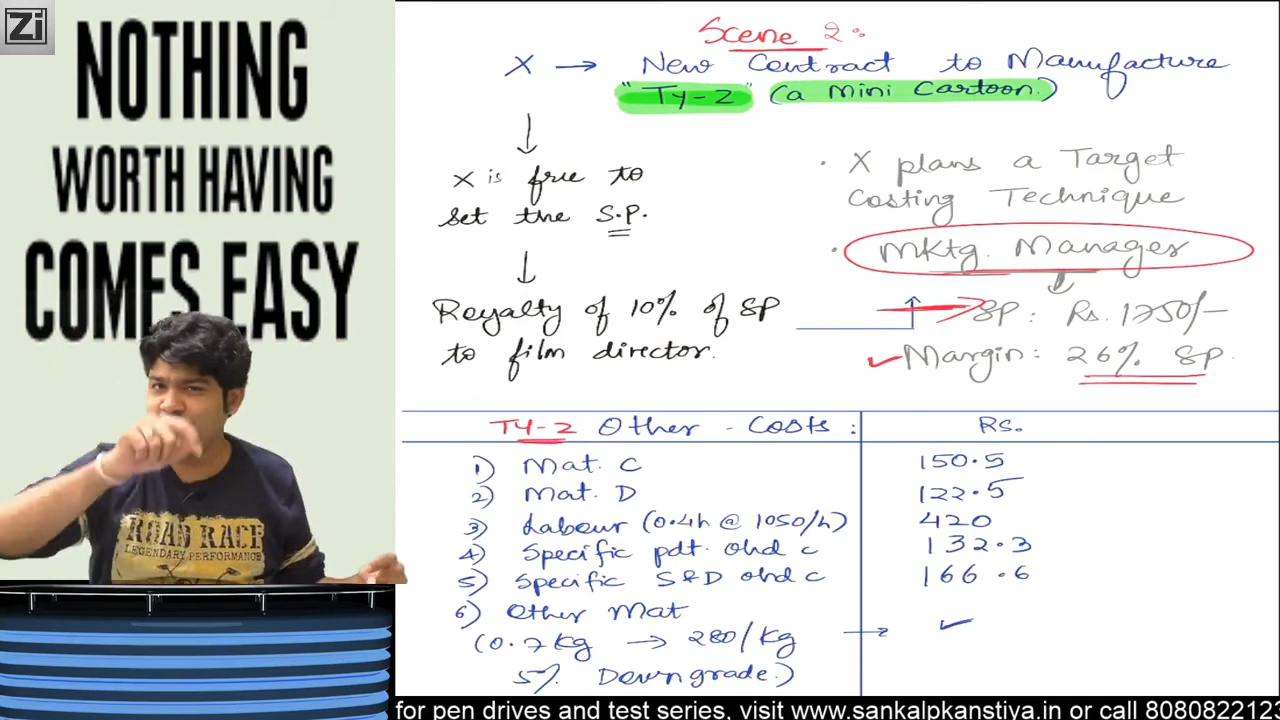 Zi
NOTHING
WORTH HAVING
COMES EASY
ROAD RACE
LEGENDARY PERFORMANCE
Scene 2:
X → New Contract to Manufacture
"Ty-2" (a Mini Cartoon)
↓
X is free to
set the S.P.
↓
Royalty of 10% of SP
to film director.
• X plans a Target
Costing Technique
• Mktg. Manager
SP: Rs. 1750/-
✓ Margin: 26% SP.
TY-2 Other - Costs : RS.
1) Mat. C 150.5
2) Mat. D 122.5
3) Labour (0.4h @ 1050/h) 420
4) Specific pdt. ohd c 132.3
5) Specific S&D ohd c 166.6
6) Other Mat
(0.7kg → 280/kg → ✓
5% Downgrade)
for pen drives and test series, visit www.sankalpkanstiya.in or call 8080822122